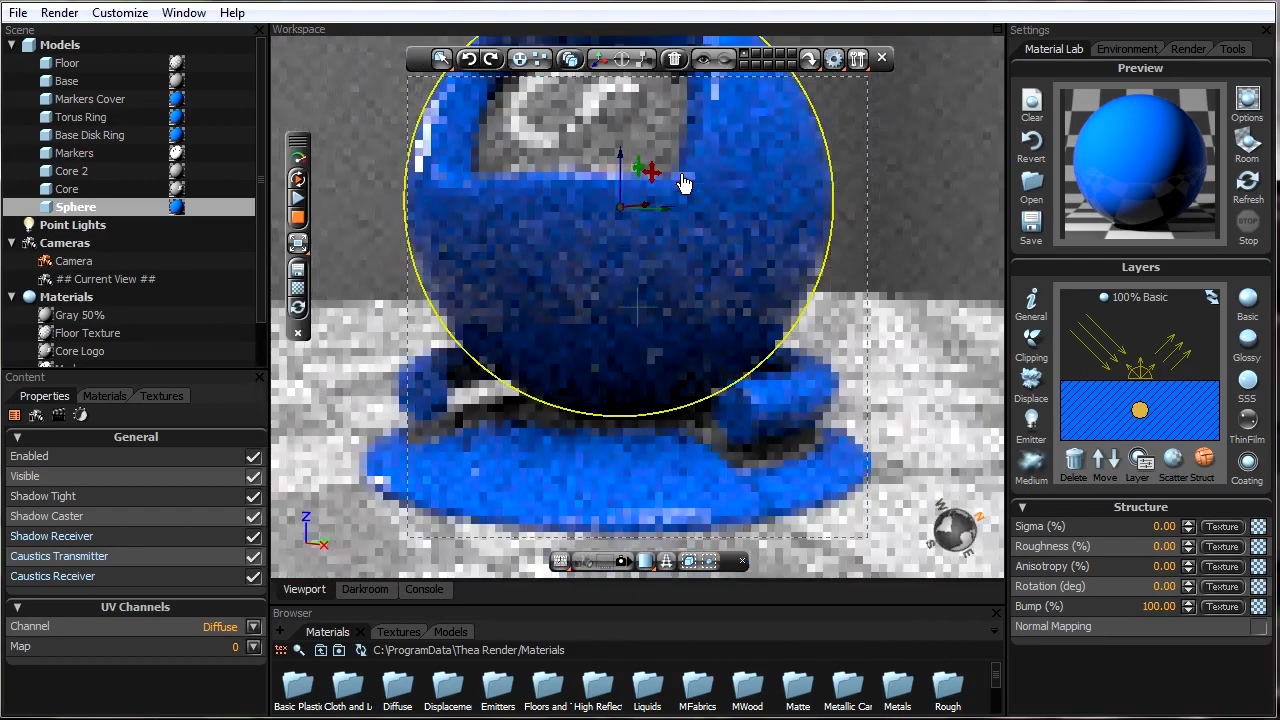 File Render Customize Window Help
Scene
Models
Floor
Base
Markers Cover
Torus Ring
Base Disk Ring
Markers
Core 2
Core
Sphere
Point Lights
Cameras
Camera
## Current View ##
Materials
Gray 50%
Floor Texture
Core Logo
Content
Properties Materials Textures
General
Enabled
Visible
Shadow Tight
Shadow Caster
Shadow Receiver
Caustics Transmitter
Caustics Receiver
UV Channels
Channel Diffuse
Map 0
Workspace
Z
X
N
S
E
Viewport Darkroom Console
Browser
Materials Textures Models
tex C:\ProgramData\Thea Render/Materials
Basic Plastic Cloth and L Diffuse Displaceme Emitters Floors and High Reflec Liquids MFabrics MWood Matte Metallic Car Metals Rough
Settings
Material Lab Environment Render Tools
Preview
Clear Options
Revert Room
Open Refresh
Save Stop
Layers
General 100% Basic Basic
Clipping Glossy
Displace SSS
Emitter ThinFilm
Medium Delete Move Layer Scatter Struct Coating
Structure
Sigma (%) 0.00 Texture
Roughness (%) 0.00 Texture
Anisotropy (%) 0.00 Texture
Rotation (deg) 0.00 Texture
Bump (%) 100.00 Texture
Normal Mapping